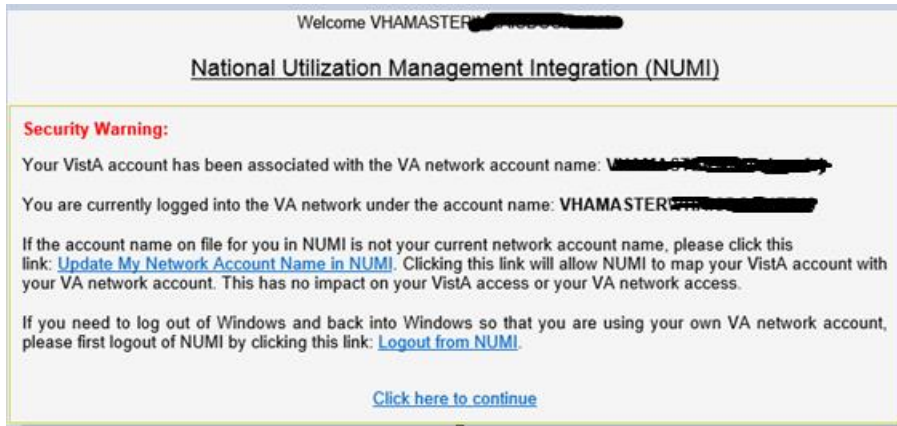 Welcome VHAMASTER
National Utilization Management Integration (NUMI)
Security Warning:
Your VistA account has been associated with the VA network account name:
You are currently logged into the VA network under the account name: VHAMASTER
If the account name on file for you in NUMI is not your current network account name, please click this
link: Update My Network Account Name in NUMI. Clicking this link will allow NUMI to map your VistA account with
your VA network account. This has no impact on your VistA access or your VA network access.
If you need to log out of Windows and back into Windows so that you are using your own VA network account,
please first logout of NUMI by clicking this link: Logout from NUMI.
Click here to continue